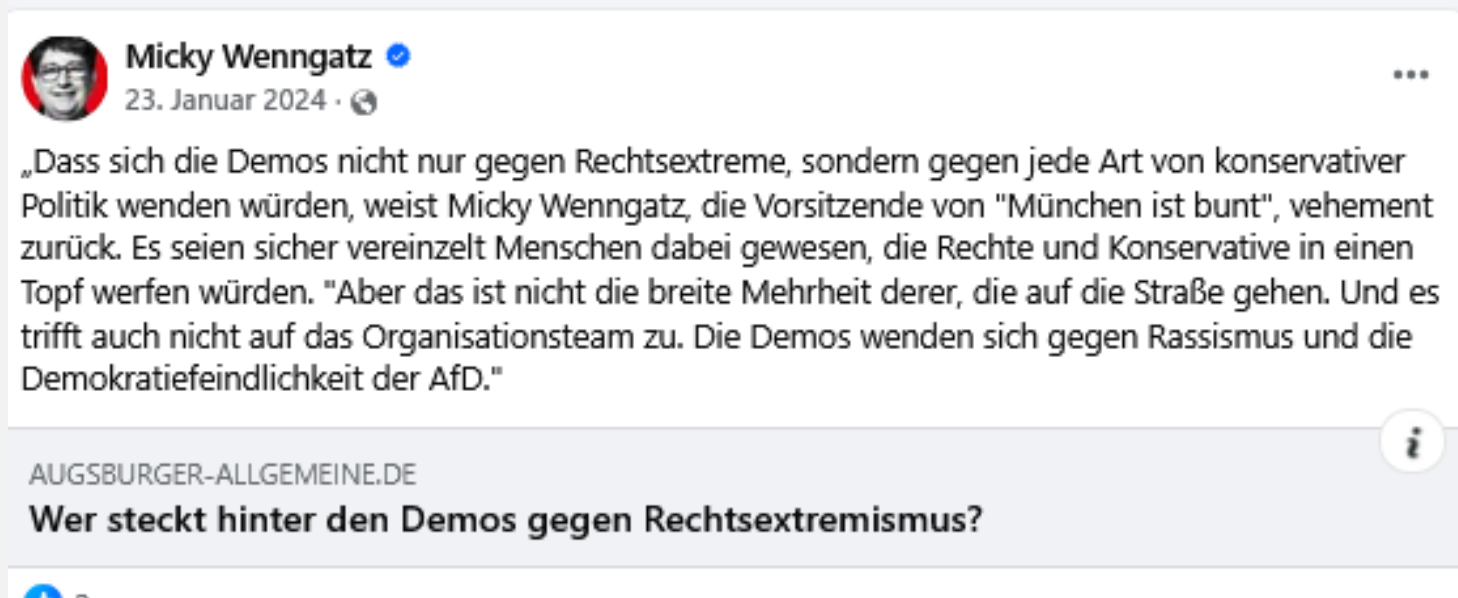 Micky Wenngatz
23. Januar 2024 ·
„Dass sich die Demos nicht nur gegen Rechtsextreme, sondern gegen jede Art von konservativer
Politik wenden würden, weist Micky Wenngatz, die Vorsitzende von "München ist bunt", vehement
zurück. Es seien sicher vereinzelt Menschen dabei gewesen, die Rechte und Konservative in einen
Topf werfen würden. "Aber das ist nicht die breite Mehrheit derer, die auf die Straße gehen. Und es
trifft auch nicht auf das Organisationsteam zu. Die Demos wenden sich gegen Rassismus und die
Demokratiefeindlichkeit der AfD."
AUGSBURGER-ALLGEMEINE.DE
Wer steckt hinter den Demos gegen Rechtsextremismus?